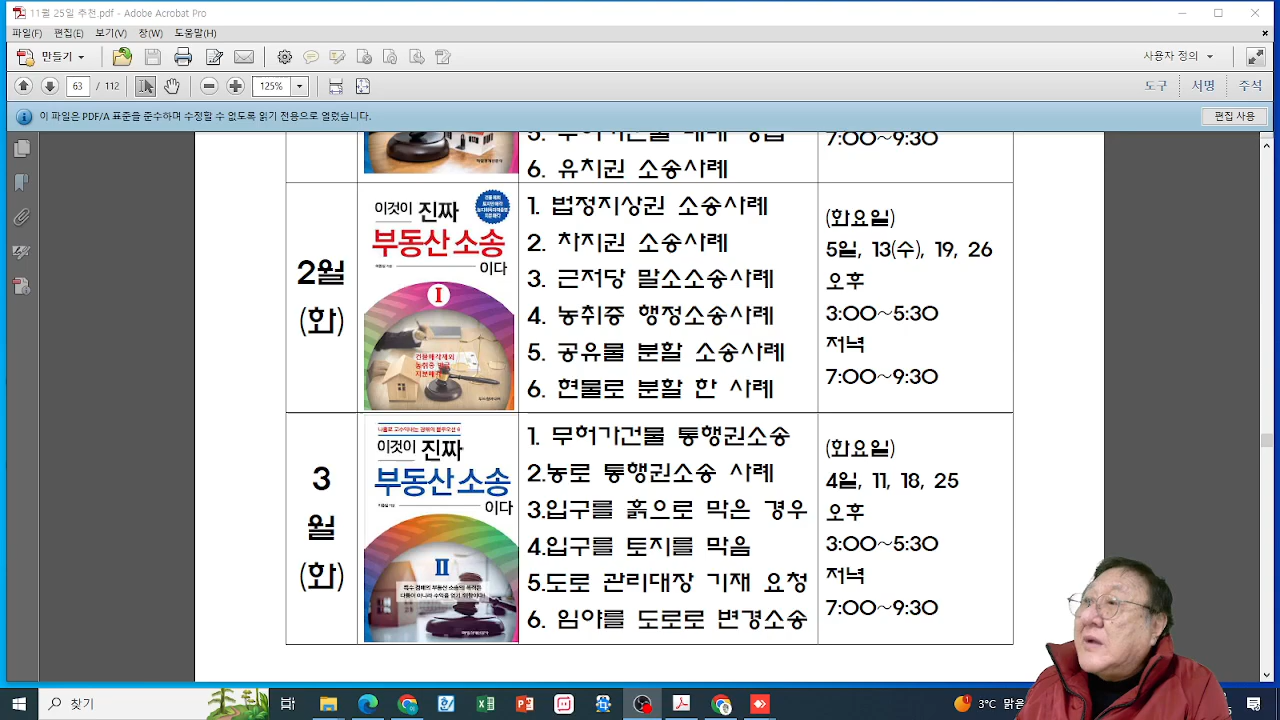 11월 25일 추천.pdf - Adobe Acrobat Pro
파일(F) 편집(E) 보기(V) 창(W) 도움말(H)
만들기 사용자 정의
63 / 112 125% 도구 서명 주석
이 파일은 PDF/A 표준을 준수하며 수정할 수 없도록 읽기 전용으로 열렸습니다. 편집 사용
7:00~9:30
6. 유치권 소송사례
2월
(화)
이것이 진짜
부동산 소송
이다
I
1. 법정지상권 소송사례
2. 차지권 소송사례
3. 근저당 말소소송사례
4. 농취증 행정소송사례
5. 공유물 분할 소송사례
6. 현물로 분할 한 사례
(화요일)
5일, 13(수), 19, 26
오후
3:00~5:30
저녁
7:00~9:30
3
월
(화)
이것이 진짜
부동산 소송
이다
II
1. 무허가건물 통행권소송
2.농로 통행권소송 사례
3.입구를 흙으로 막은 경우
4.입구를 토지를 막음
5.도로 관리대장 기재 요청
6. 임야를 도로로 변경소송
(화요일)
4일, 11, 18, 25
오후
3:00~5:30
저녁
7:00~9:30
찾기
3°C 맑음